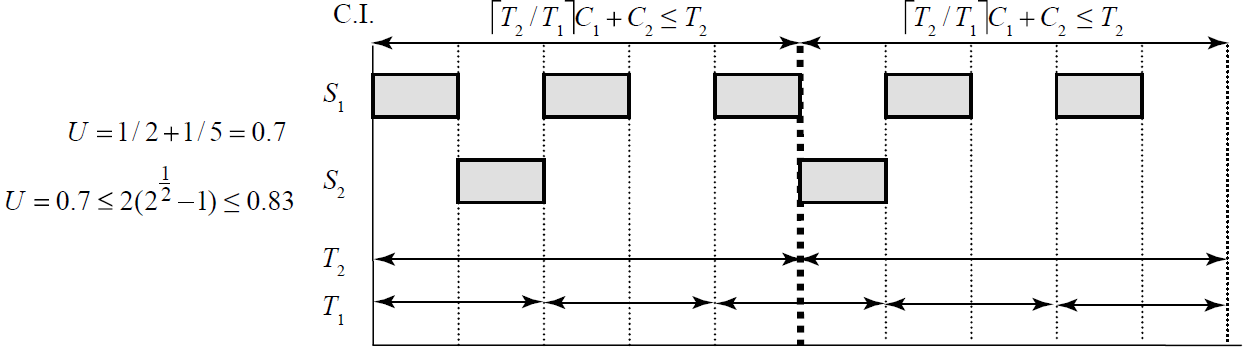 C.I. ⌈T₂/T₁⌉C₁ + C₂ ≤ T₂ ⌈T₂/T₁⌉C₁ + C₂ ≤ T₂
S₁
U = 1/2 + 1/5 = 0.7
S₂
U = 0.7 ≤ 2(2^{1/2} − 1) ≤ 0.83
T₂
T₁